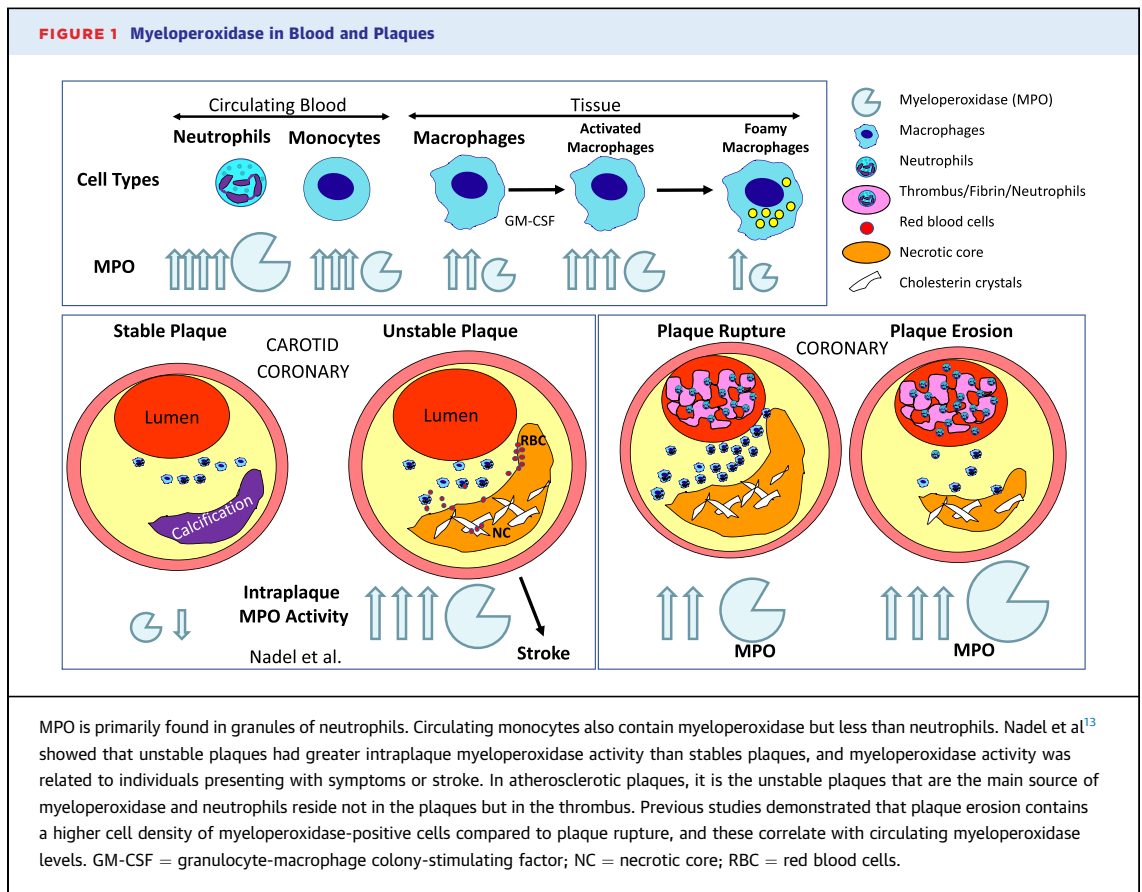 FIGURE 1 Myeloperoxidase in Blood and Plaques
Circulating Blood
Tissue
Neutrophils
Monocytes
Macrophages
Activated
Macrophages
Foamy
Macrophages
Cell Types
GM-CSF
MPO
Myeloperoxidase (MPO)
Macrophages
Neutrophils
Thrombus/Fibrin/Neutrophils
Red blood cells
Necrotic core
Cholesterin crystals
Stable Plaque
CAROTID
CORONARY
Unstable Plaque
Lumen
Calcification
Lumen
RBC
NC
Intraplaque
MPO Activity
Nadel et al.
Stroke
Plaque Rupture
CORONARY
Plaque Erosion
MPO
MPO
MPO is primarily found in granules of neutrophils. Circulating monocytes also contain myeloperoxidase but less than neutrophils. Nadel et al13
showed that unstable plaques had greater intraplaque myeloperoxidase activity than stables plaques, and myeloperoxidase activity was
related to individuals presenting with symptoms or stroke. In atherosclerotic plaques, it is the unstable plaques that are the main source of
myeloperoxidase and neutrophils reside not in the plaques but in the thrombus. Previous studies demonstrated that plaque erosion contains
a higher cell density of myeloperoxidase-positive cells compared to plaque rupture, and these correlate with circulating myeloperoxidase
levels. GM-CSF = granulocyte-macrophage colony-stimulating factor; NC = necrotic core; RBC = red blood cells.